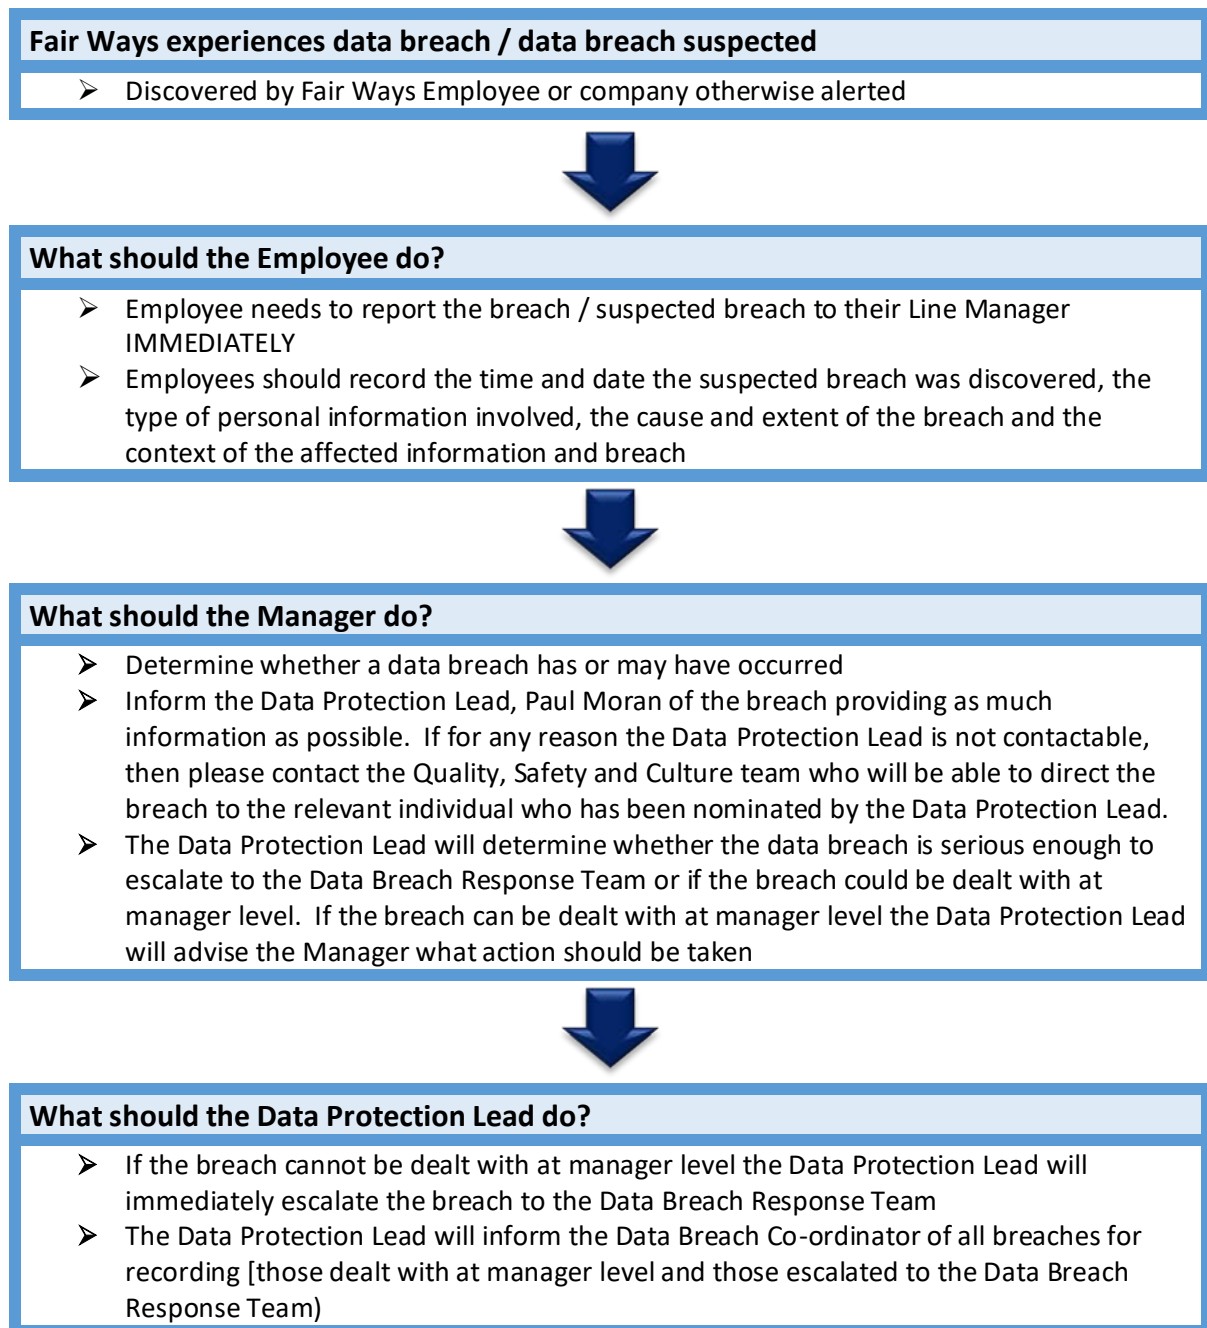 Fair Ways experiences data breach / data breach suspected
➢ Discovered by Fair Ways Employee or company otherwise alerted
What should the Employee do?
➢ Employee needs to report the breach / suspected breach to their Line Manager
IMMEDIATELY
➢ Employees should record the time and date the suspected breach was discovered, the
type of personal information involved, the cause and extent of the breach and the
context of the affected information and breach
What should the Manager do?
➢ Determine whether a data breach has or may have occurred
➢ Inform the Data Protection Lead, Paul Moran of the breach providing as much
information as possible.  If for any reason the Data Protection Lead is not contactable,
then please contact the Quality, Safety and Culture team who will be able to direct the
breach to the relevant individual who has been nominated by the Data Protection Lead.
➢ The Data Protection Lead will determine whether the data breach is serious enough to
escalate to the Data Breach Response Team or if the breach could be dealt with at
manager level.  If the breach can be dealt with at manager level the Data Protection Lead
will advise the Manager what action should be taken
What should the Data Protection Lead do?
➢ If the breach cannot be dealt with at manager level the Data Protection Lead will
immediately escalate the breach to the Data Breach Response Team
➢ The Data Protection Lead will inform the Data Breach Co-ordinator of all breaches for
recording [those dealt with at manager level and those escalated to the Data Breach
Response Team)